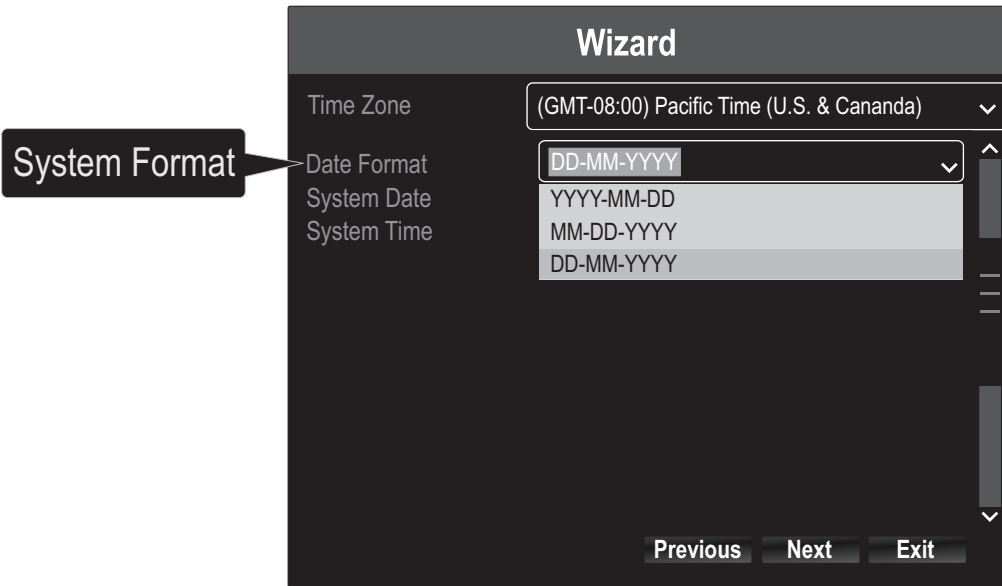 Wizard
Time Zone (GMT-08:00) Pacific Time (U.S. & Cananda)
System Format
Date Format DD-MM-YYYY
System Date YYYY-MM-DD
System Time MM-DD-YYYY
DD-MM-YYYY
Previous Next Exit